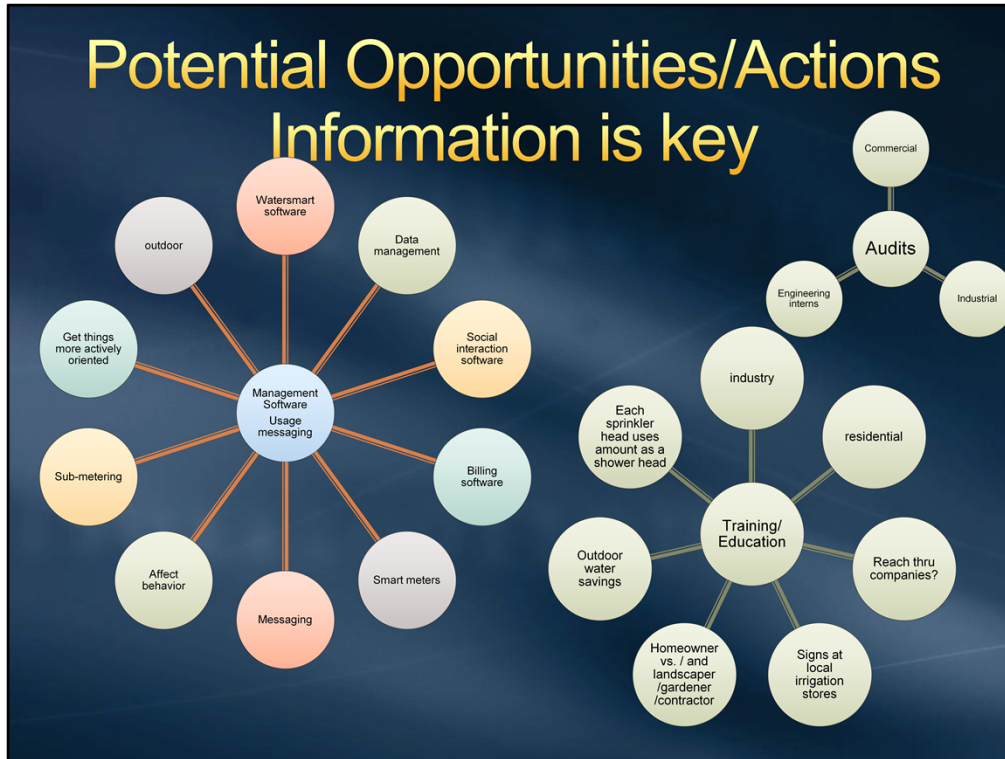 Potential Opportunities/Actions
Information is key
Watersmart
software
Data
management
Social
interaction
software
Billing
software
Smart meters
Messaging
Affect
behavior
Sub-metering
Get things
more actively
oriented
outdoor
Management
Software
Usage
messaging
Commercial
Audits
Engineering
interns
Industrial
industry
residential
Reach thru
companies?
Signs at
local
irrigation
stores
Homeowner
vs. / and
landscaper
/gardener
/contractor
Outdoor
water
savings
Each
sprinkler
head uses
amount as a
shower head
Training/
Education